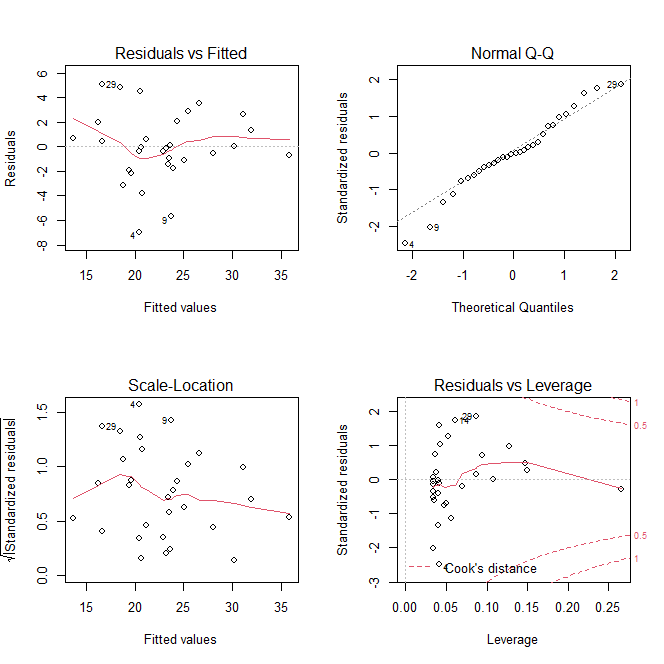 Residuals vs Fitted
Residuals
6
4
2
0
-2
-4
-6
-8
29
9
4
15 20 25 30 35
Fitted values
Normal Q-Q
Standardized residuals
2
1
0
-1
-2
29
9
4
-2 -1 0 1 2
Theoretical Quantiles
Scale-Location
√|Standardized residuals|
1.5
1.0
0.5
0.0
4
29
9
15 20 25 30 35
Fitted values
Residuals vs Leverage
Standardized residuals
2
1
0
-1
-2
-3
29
14
4
1
0.5
0.5
1
Cook's distance
0.00 0.05 0.10 0.15 0.20 0.25
Leverage